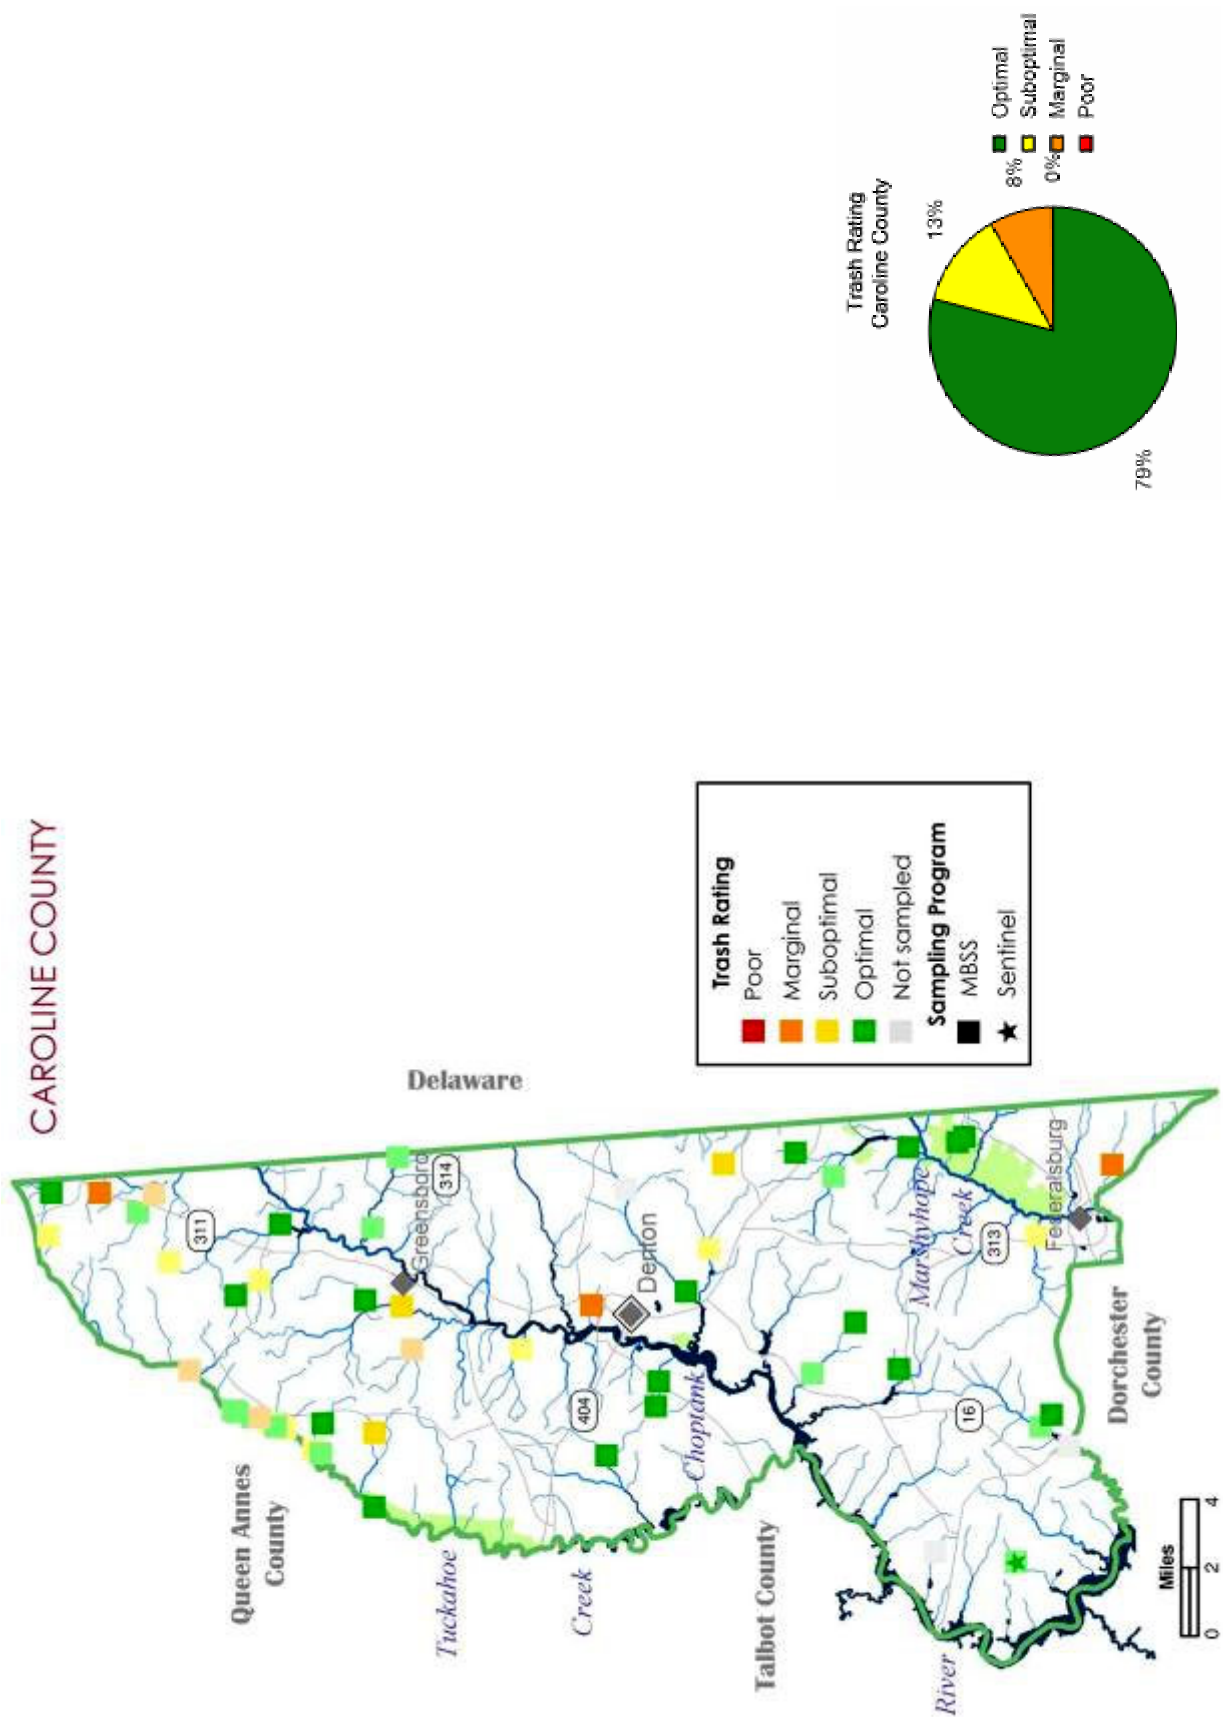 CAROLINE COUNTY
Queen Annes
County
Tuckahoe
Creek
Talbot County
River
Choptank
Delaware
Dorchester
County
Marshyhope
Creek
Greensboro
Denton
Federalsburg
311
314
404
313
16
Miles
0 2 4
Trash Rating
Poor
Marginal
Suboptimal
Optimal
Not sampled
Sampling Program
MBSS
Sentinel
Trash Rating
Caroline County
79%
13%
8%
0%
Optimal
Suboptimal
Marginal
Poor